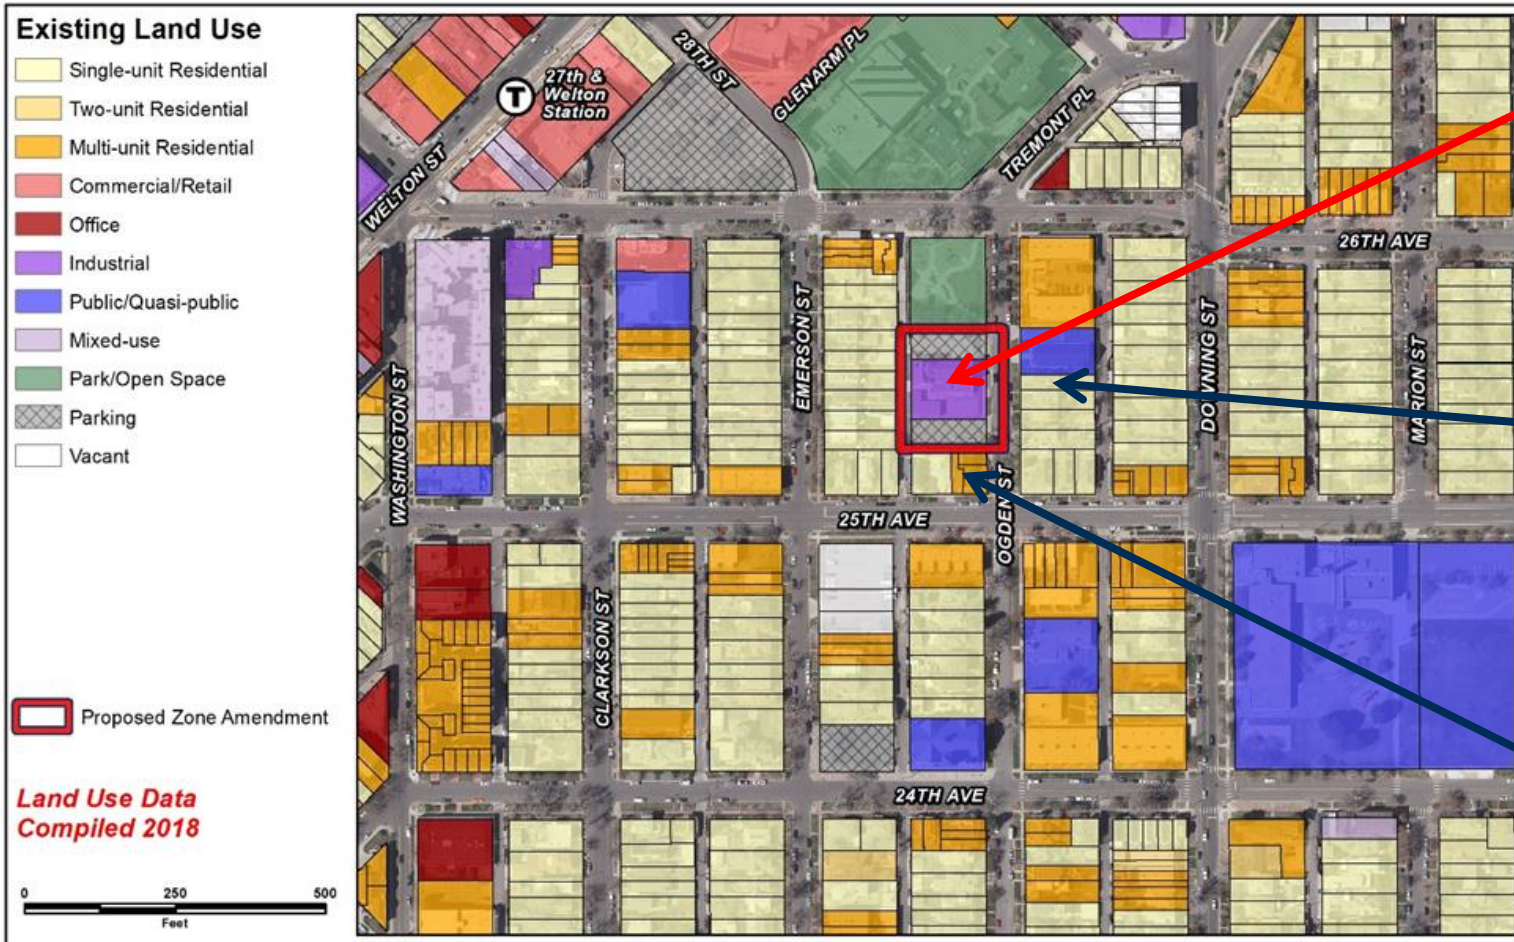 Existing Land Use
Single-unit Residential
Two-unit Residential
Multi-unit Residential
Commercial/Retail
Office
Industrial
Public/Quasi-public
Mixed-use
Park/Open Space
Parking
Vacant
Proposed Zone Amendment
Land Use Data
Compiled 2018
0 250 500
Feet
T
27th &
Welton
Station
28TH ST
GLENARM PL
TREMONT PL
WELTON ST
26TH AVE
WASHINGTON ST
EMERSON ST
DOWNING ST
MARION ST
OGDEN ST
25TH AVE
CLARKSON ST
24TH AVE